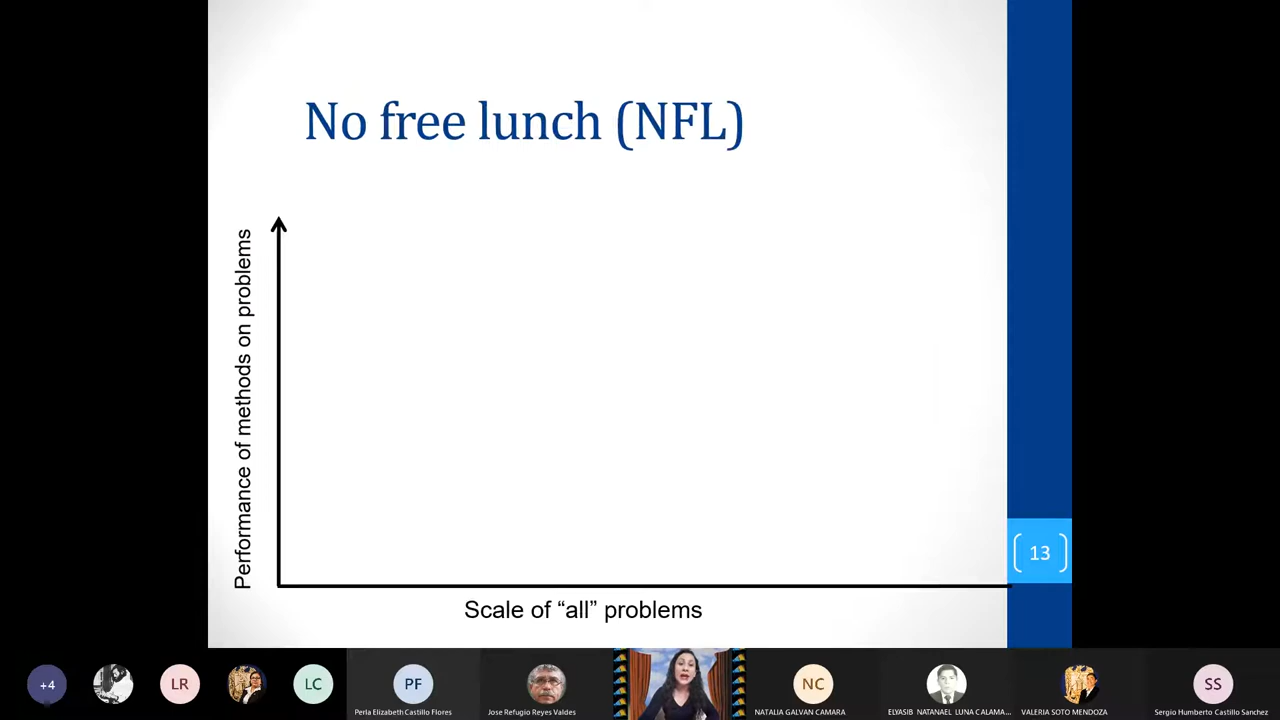 No free lunch (NFL)
Performance of methods on problems
Scale of “all” problems
13
+4
LR
LC
PF
Perla Elizabeth Castillo Flores
Jose Refugio Reyes Valdes
NC
NATALIA GALVAN CAMARA
ELYASIB NATANAEL LUNA CALAMA...
VALERIA SOTO MENDOZA
SS
Sergio Humberto Castillo Sanchez